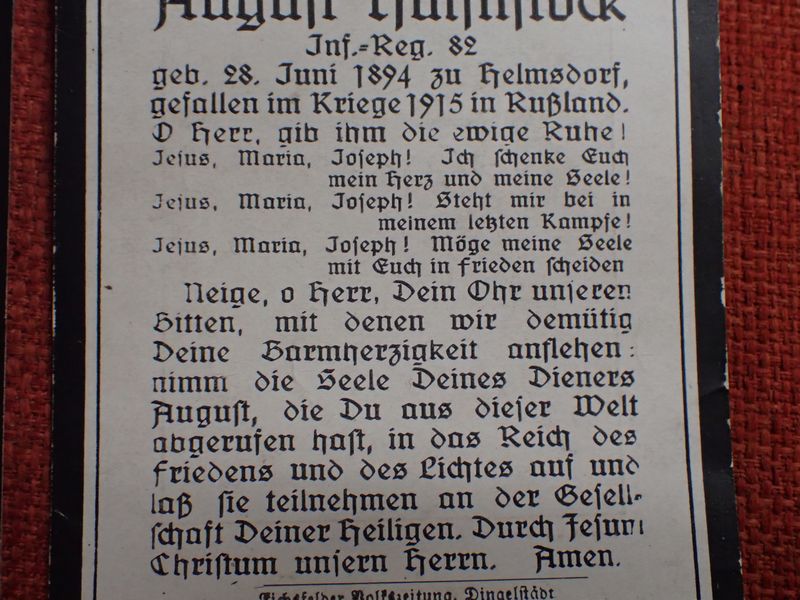 August
Inf.=Reg. 82
geb. 28. Juni 1894 zu Helmsdorf,
gefallen im Kriege 1915 in Rußland.
O Herr, gib ihm die ewige Ruhe!
Jesus, Maria, Joseph! Ich schenke Euch
mein Herz und meine Seele!
Jesus, Maria, Joseph! Steht mir bei in
meinem letzten Kampfe!
Jesus, Maria, Joseph! Möge meine Seele
mit Euch in Frieden scheiden
Neige, o Herr, Dein Ohr unseren
Bitten, mit denen wir demütig
Deine Barmherzigkeit anflehen:
nimm die Seele Deines Dieners
August, die Du aus dieser Welt
abgerufen hast, in das Reich des
Friedens und des Lichtes auf und
laß sie teilnehmen an der Gesell-
schaft Deiner Heiligen. Durch Jesum
Christum unsern Herrn. Amen.
Eichsfelder Volkszeitung, Dingelstädt